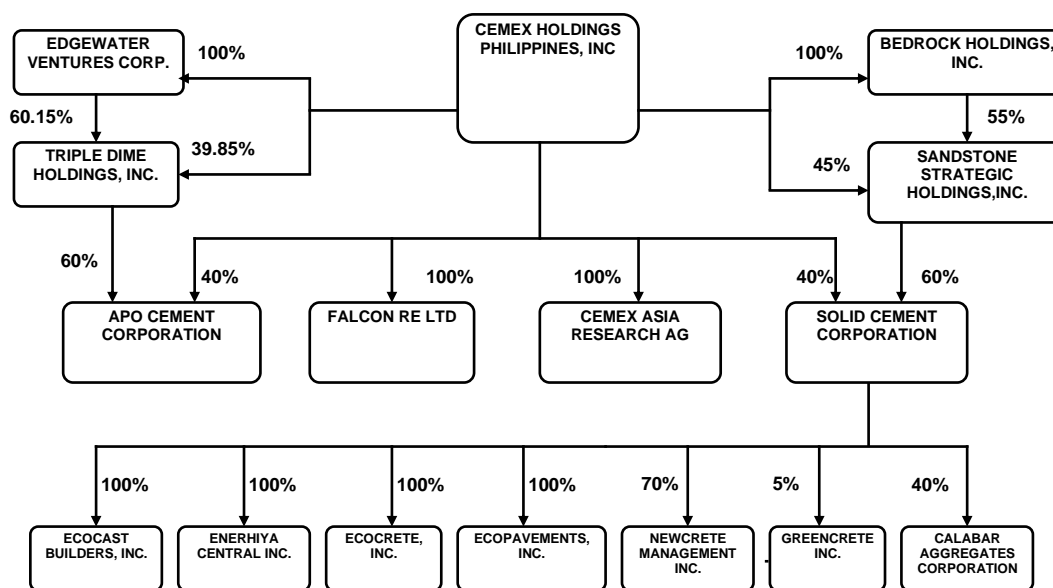 CEMEX HOLDINGS
PHILIPPINES, INC
EDGEWATER
VENTURES CORP.
100%
100%
BEDROCK HOLDINGS,
INC.
60.15%
55%
TRIPLE DIME
HOLDINGS, INC.
39.85%
45%
SANDSTONE
STRATEGIC
HOLDINGS,INC.
60%
40%
100%
100%
40%
60%
APO CEMENT
CORPORATION
FALCON RE LTD
CEMEX ASIA
RESEARCH AG
SOLID CEMENT
CORPORATION
100%
100%
100%
100%
70%
5%
40%
ECOCAST
BUILDERS, INC.
ENERHIYA
CENTRAL INC.
ECOCRETE,
INC.
ECOPAVEMENTS,
INC.
NEWCRETE
MANAGEMENT
INC.
GREENCRETE
INC.
CALABAR
AGGREGATES
CORPORATION